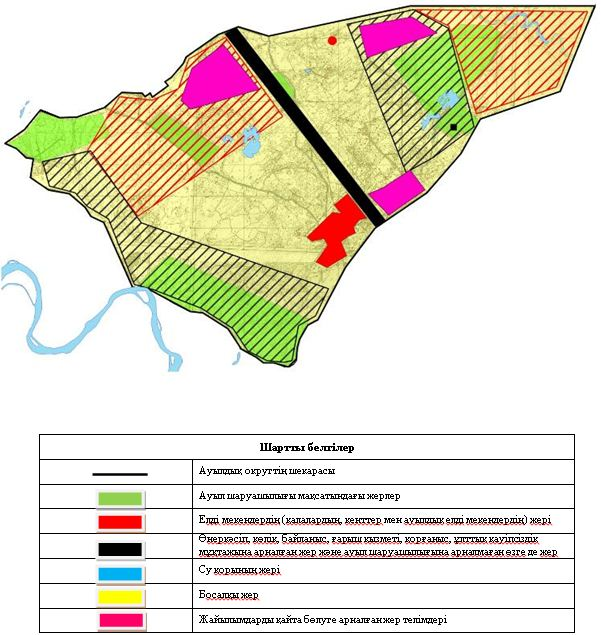 Шартты белгілер
Ауылдық округтің шекарасы
Ауыл шаруашылығы мақсатындағы жерлер
Елді мекендердің (қалалардың, кенттер мен ауылдық елді мекендердің) жері
Өнеркәсіп, көлік, байланыс, ғарыш қызметі, қорғаныс, ұлттық қауіпсіздік
мұқтажына арналған жер және ауыл шаруашылығына арналмаған өзге де жер
Су қорының жері
Босалқы жер
Жайылымдарды қайта бөлуге арналған жер телімдері